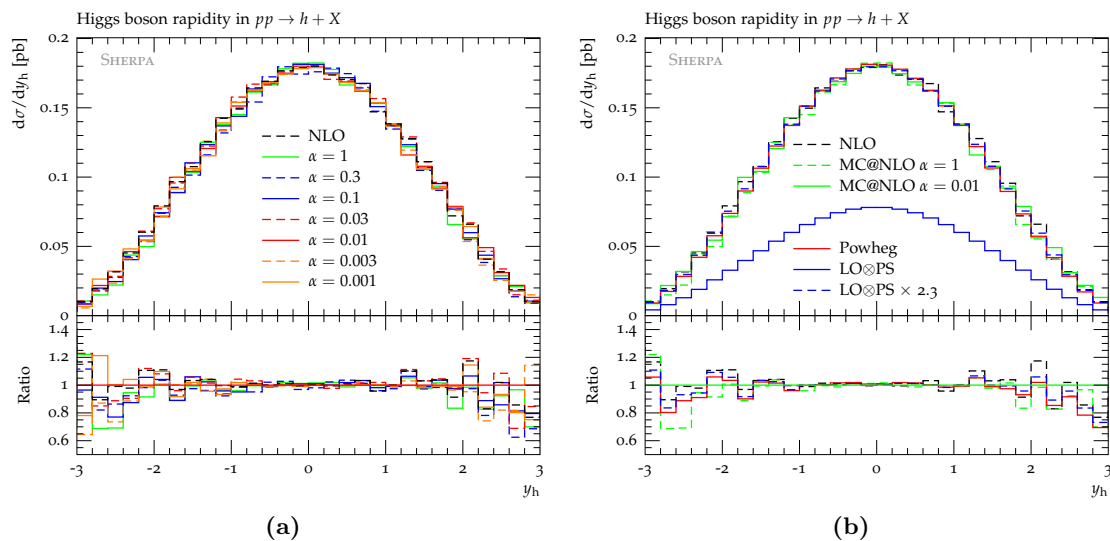 Higgs boson rapidity in pp → h + X
SHERPA
dσ/dy_h [pb]
0.2
0.15
0.1
0.05
0
NLO
α = 1
α = 0.3
α = 0.1
α = 0.03
α = 0.01
α = 0.003
α = 0.001
Ratio
1.4
1.2
1
0.8
0.6
-3 -2 -1 0 1 2 3
y_h
(a)
Higgs boson rapidity in pp → h + X
SHERPA
dσ/dy_h [pb]
0.2
0.15
0.1
0.05
0
NLO
MC@NLO α = 1
MC@NLO α = 0.01
Powheg
LO⊗PS
LO⊗PS × 2.3
Ratio
1.4
1.2
1
0.8
0.6
-3 -2 -1 0 1 2 3
y_h
(b)